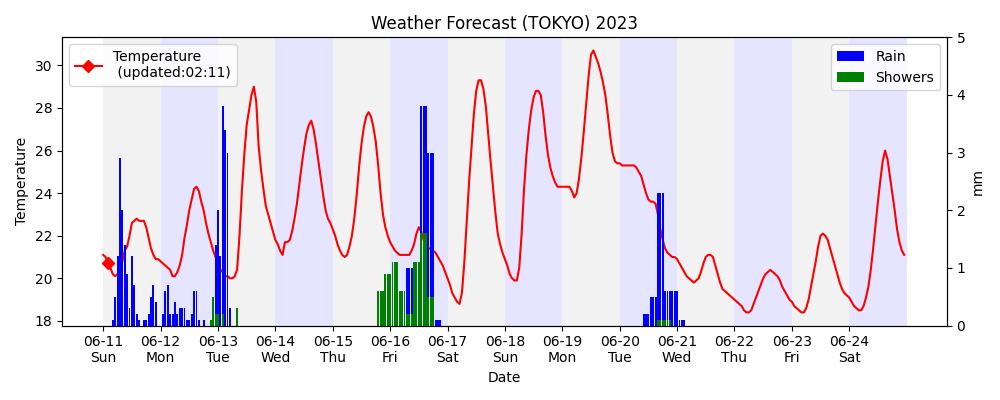 Weather Forecast (TOKYO) 2023
Temperature
(updated:02:11)
Rain
Showers
Temperature
30
28
26
24
22
20
18
5
4
3
2
1
0
mm
06-11 06-12 06-13 06-14 06-15 06-16 06-17 06-18 06-19 06-20 06-21 06-22 06-23 06-24
Sun Mon Tue Wed Thu Fri Sat Sun Mon Tue Wed Thu Fri Sat
Date